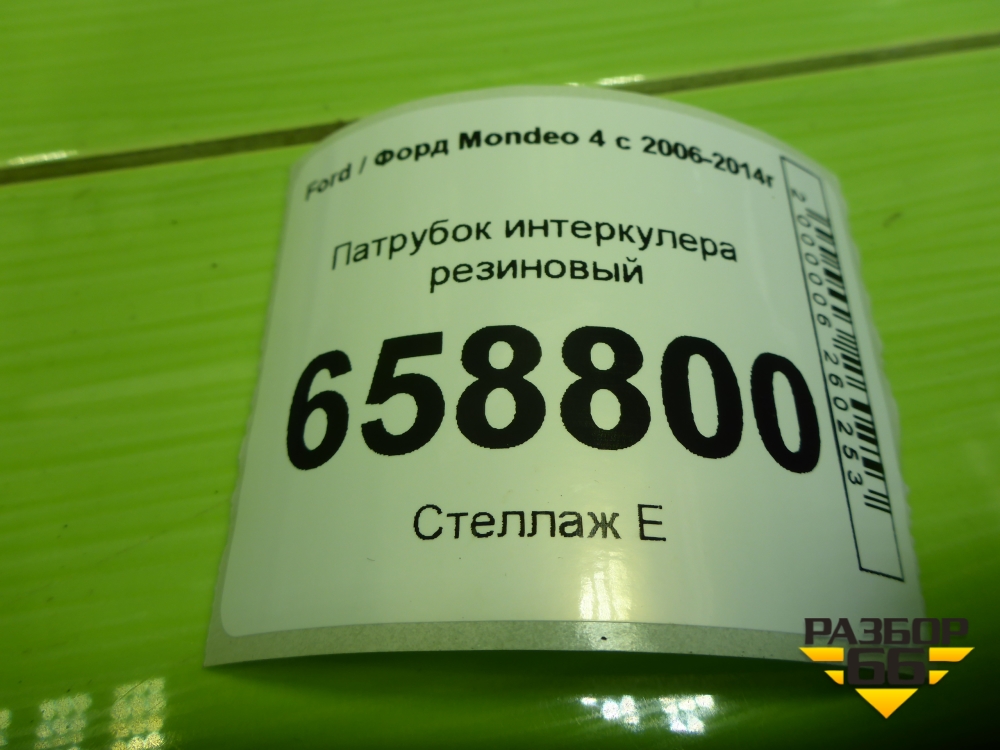 Ford / Форд Mondeo 4 с 2006-2014г
Патрубок интеркулера
резиновый
658800
Стеллаж Е
2000006260253
РАЗБОР
66